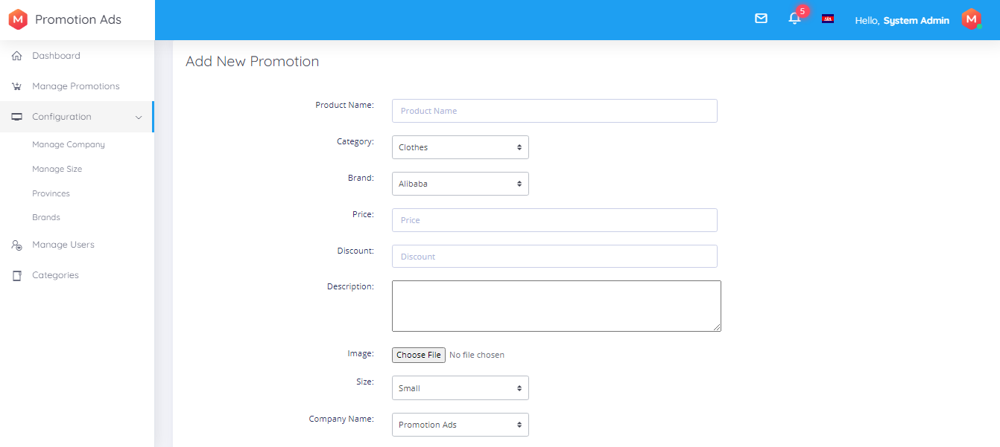 M Promotion Ads
5
Hello, System Admin
M
Dashboard
Manage Promotions
Configuration
Manage Company
Manage Size
Provinces
Brands
Manage Users
Categories
Add New Promotion
Product Name: Product Name
Category: Clothes
Brand: Alibaba
Price: Price
Discount: Discount
Description:
Image: Choose File No file chosen
Size: Small
Company Name: Promotion Ads